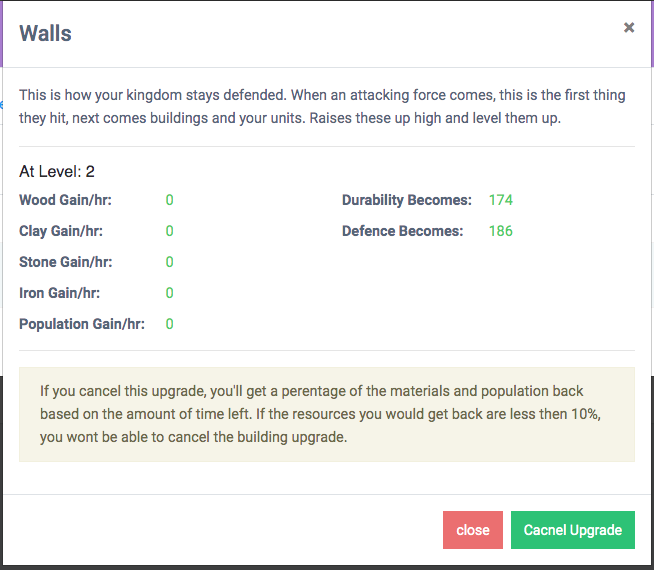 Walls
×
This is how your kingdom stays defended. When an attacking force comes, this is the first thing
they hit, next comes buildings and your units. Raises these up high and level them up.
At Level: 2
Wood Gain/hr: 0 Durability Becomes: 174
Clay Gain/hr: 0 Defence Becomes: 186
Stone Gain/hr: 0
Iron Gain/hr: 0
Population Gain/hr: 0
If you cancel this upgrade, you'll get a perentage of the materials and population back
based on the amount of time left. If the resources you would get back are less then 10%,
you wont be able to cancel the building upgrade.
close Cacnel Upgrade